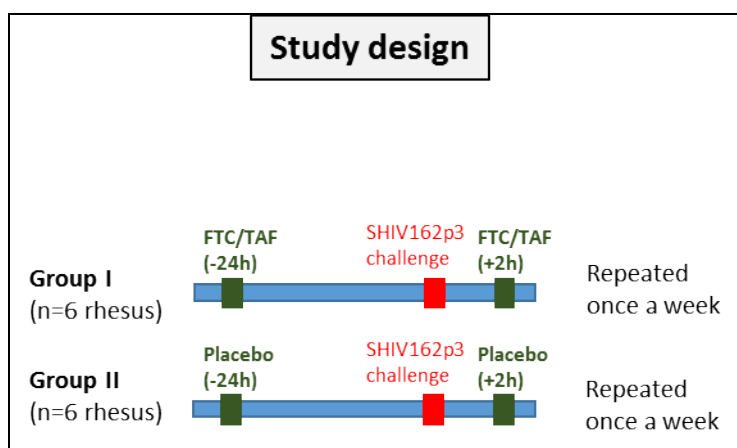 Study design
FTC/TAF
(-24h)
SHIV162p3
challenge
FTC/TAF
(+2h)
Group I
(n=6 rhesus)
Repeated
once a week
Placebo
(-24h)
SHIV162p3
challenge
Placebo
(+2h)
Group II
(n=6 rhesus)
Repeated
once a week